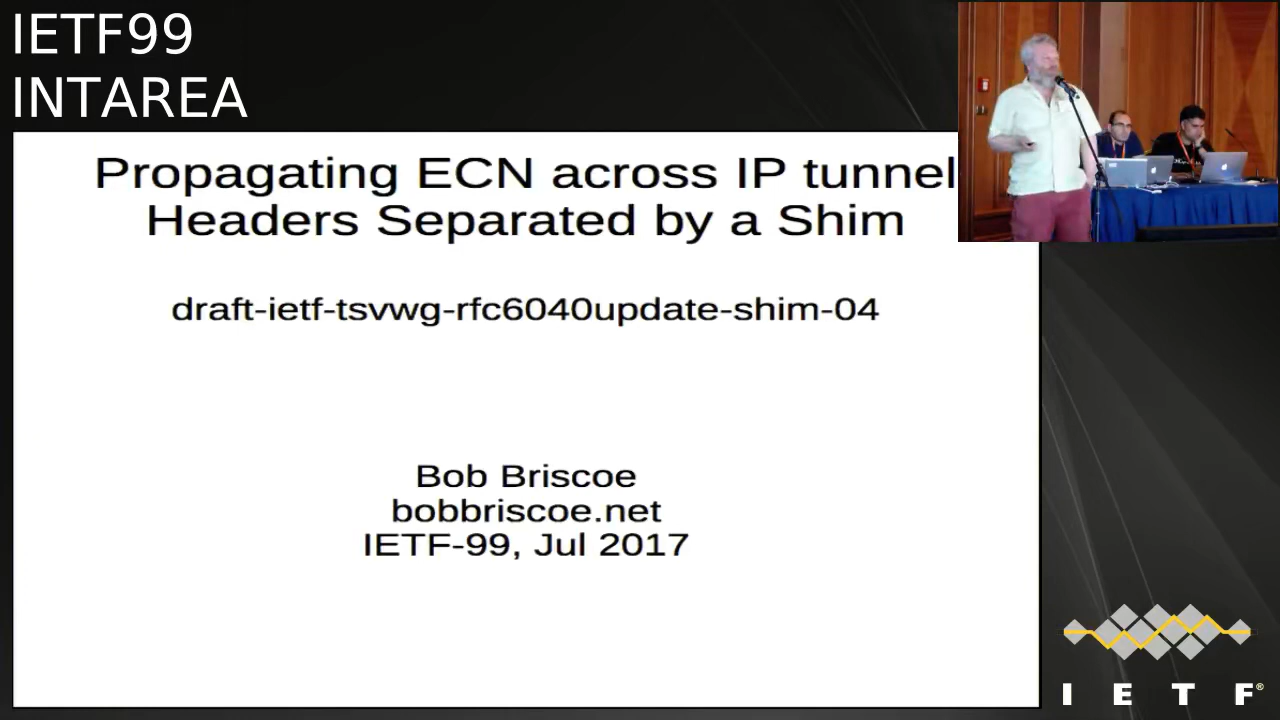 IETF99
INTAREA
Propagating ECN across IP tunnel
Headers Separated by a Shim
draft-ietf-tsvwg-rfc6040update-shim-04
Bob Briscoe
bobbriscoe.net
IETF-99, Jul 2017
I E T F®